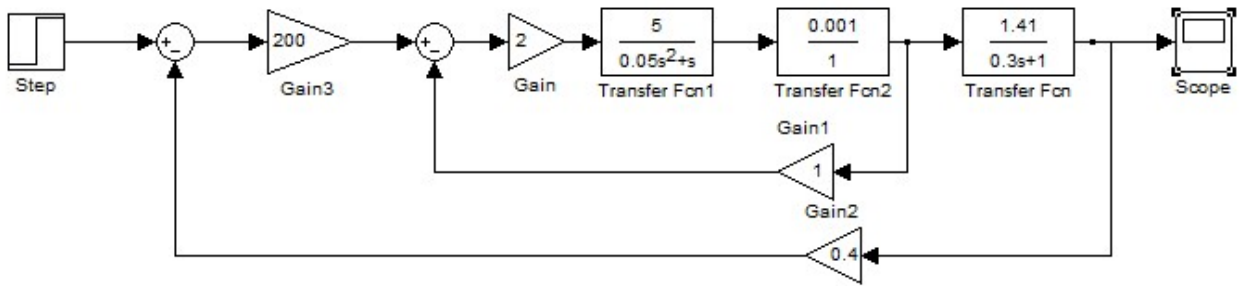 5
0.001
1.41
200
2
0.05s²+s
1
0.3s+1
Step
Gain3
Gain
Transfer Fcn1
Transfer Fcn2
Transfer Fcn
Scope
Gain1
1
Gain2
0.4